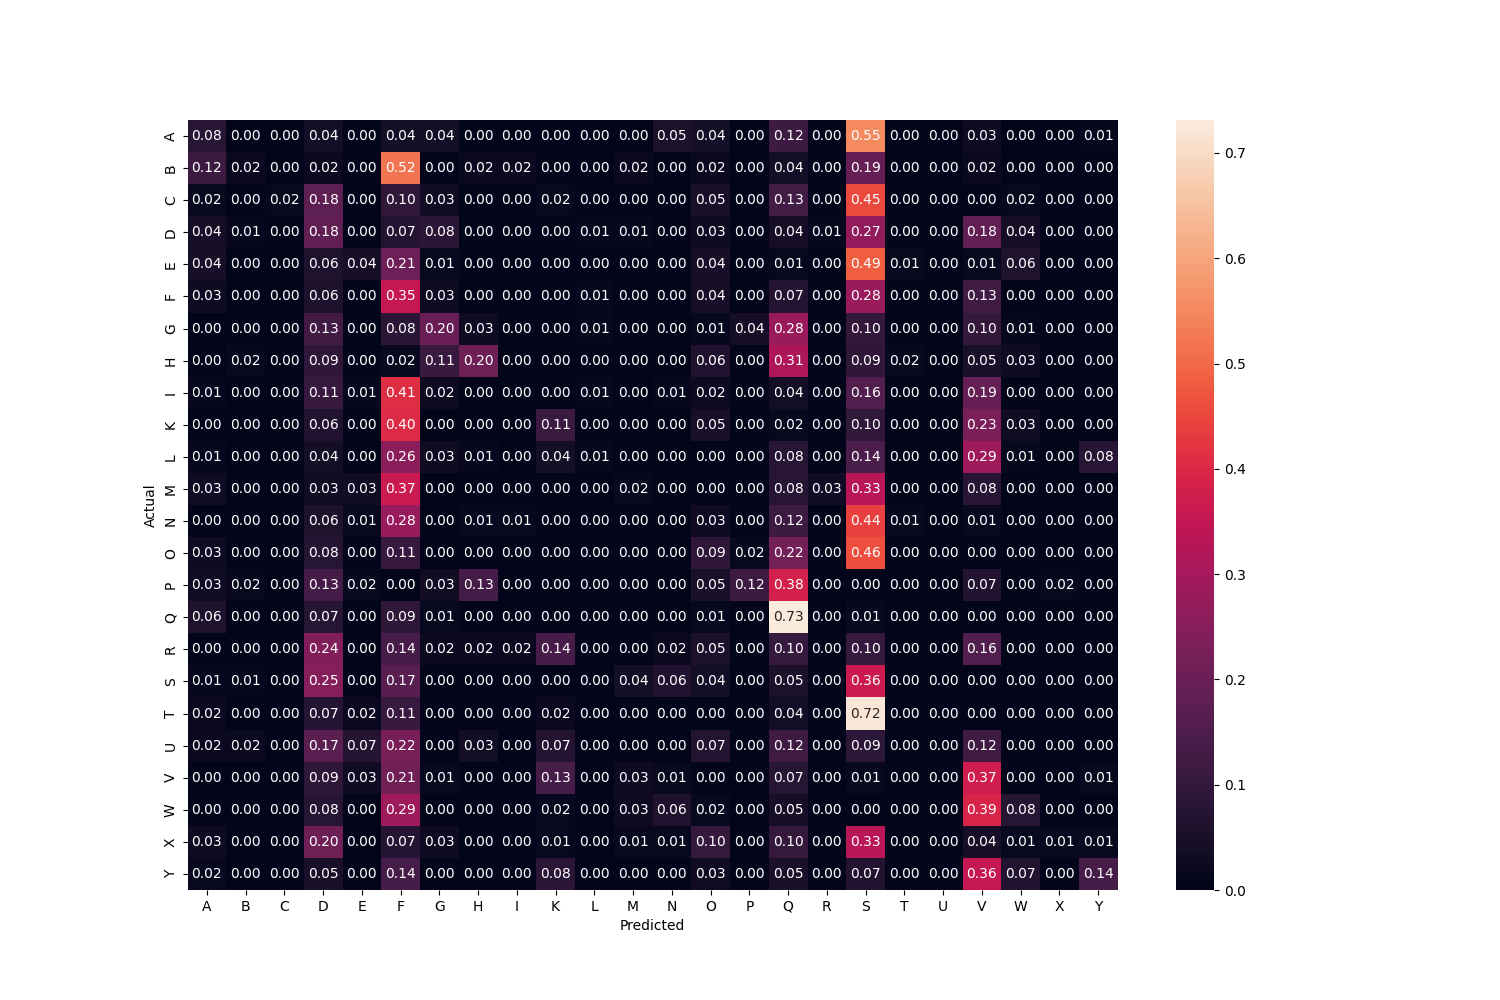 A 0.08 0.00 0.00 0.04 0.00 0.04 0.04 0.00 0.00 0.00 0.00 0.00 0.05 0.04 0.00 0.12 0.00 0.55 0.00 0.00 0.03 0.00 0.00 0.01
B 0.12 0.02 0.00 0.02 0.00 0.52 0.00 0.02 0.02 0.00 0.00 0.02 0.00 0.02 0.00 0.04 0.00 0.19 0.00 0.00 0.02 0.00 0.00 0.00
C 0.02 0.00 0.02 0.18 0.00 0.10 0.03 0.00 0.00 0.02 0.00 0.00 0.00 0.05 0.00 0.13 0.00 0.45 0.00 0.00 0.00 0.02 0.00 0.00
D 0.04 0.01 0.00 0.18 0.00 0.07 0.08 0.00 0.00 0.00 0.01 0.01 0.00 0.03 0.00 0.04 0.01 0.27 0.00 0.00 0.18 0.04 0.00 0.00
E 0.04 0.00 0.00 0.06 0.04 0.21 0.01 0.00 0.00 0.00 0.00 0.00 0.00 0.04 0.00 0.01 0.00 0.49 0.01 0.00 0.01 0.06 0.00 0.00
F 0.03 0.00 0.00 0.06 0.00 0.35 0.03 0.00 0.00 0.00 0.01 0.00 0.00 0.04 0.00 0.07 0.00 0.28 0.00 0.00 0.13 0.00 0.00 0.00
G 0.00 0.00 0.00 0.13 0.00 0.08 0.20 0.03 0.00 0.00 0.01 0.00 0.00 0.01 0.04 0.28 0.00 0.10 0.00 0.00 0.10 0.01 0.00 0.00
H 0.00 0.02 0.00 0.09 0.00 0.02 0.11 0.20 0.00 0.00 0.00 0.00 0.00 0.06 0.00 0.31 0.00 0.09 0.02 0.00 0.05 0.03 0.00 0.00
I 0.01 0.00 0.00 0.11 0.01 0.41 0.02 0.00 0.00 0.00 0.01 0.00 0.01 0.02 0.00 0.04 0.00 0.16 0.00 0.00 0.19 0.00 0.00 0.00
K 0.00 0.00 0.00 0.06 0.00 0.40 0.00 0.00 0.00 0.11 0.00 0.00 0.00 0.05 0.00 0.02 0.00 0.10 0.00 0.00 0.23 0.03 0.00 0.00
L 0.01 0.00 0.00 0.04 0.00 0.26 0.03 0.01 0.00 0.04 0.01 0.00 0.00 0.00 0.00 0.08 0.00 0.14 0.00 0.00 0.29 0.01 0.00 0.08
M 0.03 0.00 0.00 0.03 0.03 0.37 0.00 0.00 0.00 0.00 0.00 0.02 0.00 0.00 0.00 0.08 0.03 0.33 0.00 0.00 0.08 0.00 0.00 0.00
N 0.00 0.00 0.00 0.06 0.01 0.28 0.00 0.01 0.01 0.00 0.00 0.00 0.00 0.03 0.00 0.12 0.00 0.44 0.01 0.00 0.01 0.00 0.00 0.00
O 0.03 0.00 0.00 0.08 0.00 0.11 0.00 0.00 0.00 0.00 0.00 0.00 0.00 0.09 0.02 0.22 0.00 0.46 0.00 0.00 0.00 0.00 0.00 0.00
P 0.03 0.02 0.00 0.13 0.02 0.00 0.03 0.13 0.00 0.00 0.00 0.00 0.00 0.05 0.12 0.38 0.00 0.00 0.00 0.00 0.07 0.00 0.02 0.00
Q 0.06 0.00 0.00 0.07 0.00 0.09 0.01 0.00 0.00 0.00 0.00 0.00 0.00 0.01 0.00 0.73 0.00 0.01 0.00 0.00 0.00 0.00 0.00 0.00
R 0.00 0.00 0.00 0.24 0.00 0.14 0.02 0.02 0.02 0.14 0.00 0.00 0.02 0.05 0.00 0.10 0.00 0.10 0.00 0.00 0.16 0.00 0.00 0.00
S 0.01 0.01 0.00 0.25 0.00 0.17 0.00 0.00 0.00 0.00 0.00 0.04 0.06 0.04 0.00 0.05 0.00 0.36 0.00 0.00 0.00 0.00 0.00 0.00
T 0.02 0.00 0.00 0.07 0.02 0.11 0.00 0.00 0.00 0.02 0.00 0.00 0.00 0.00 0.00 0.04 0.00 0.72 0.00 0.00 0.00 0.00 0.00 0.00
U 0.02 0.02 0.00 0.17 0.07 0.22 0.00 0.03 0.00 0.07 0.00 0.00 0.00 0.07 0.00 0.12 0.00 0.09 0.00 0.00 0.12 0.00 0.00 0.00
V 0.00 0.00 0.00 0.09 0.03 0.21 0.01 0.00 0.00 0.13 0.00 0.03 0.01 0.00 0.00 0.07 0.00 0.01 0.00 0.00 0.37 0.00 0.00 0.01
W 0.00 0.00 0.00 0.08 0.00 0.29 0.00 0.00 0.00 0.02 0.00 0.03 0.06 0.02 0.00 0.05 0.00 0.00 0.00 0.00 0.39 0.08 0.00 0.00
X 0.03 0.00 0.00 0.20 0.00 0.07 0.03 0.00 0.00 0.01 0.00 0.01 0.01 0.10 0.00 0.10 0.00 0.33 0.00 0.00 0.04 0.01 0.01 0.01
Y 0.02 0.00 0.00 0.05 0.00 0.14 0.00 0.00 0.00 0.08 0.00 0.00 0.00 0.03 0.00 0.05 0.00 0.07 0.00 0.00 0.36 0.07 0.00 0.14
A B C D E F G H I K L M N O P Q R S T U V W X Y
Predicted
Actual
0.7
0.6
0.5
0.4
0.3
0.2
0.1
0.0